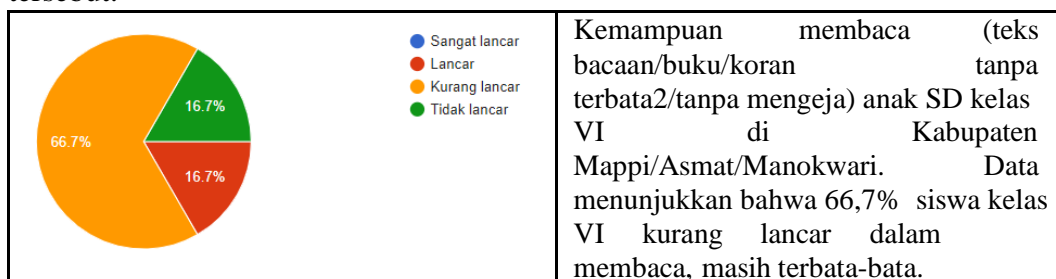 Sangat lancar
Lancar
Kurang lancar
Tidak lancar
16.7%
66.7%
16.7%
Kemampuan membaca (teks
bacaan/buku/koran tanpa
terbata2/tanpa mengeja) anak SD kelas
VI di Kabupaten
Mappi/Asmat/Manokwari. Data
menunjukkan bahwa 66,7% siswa kelas
VI kurang lancar dalam
membaca, masih terbata-bata.